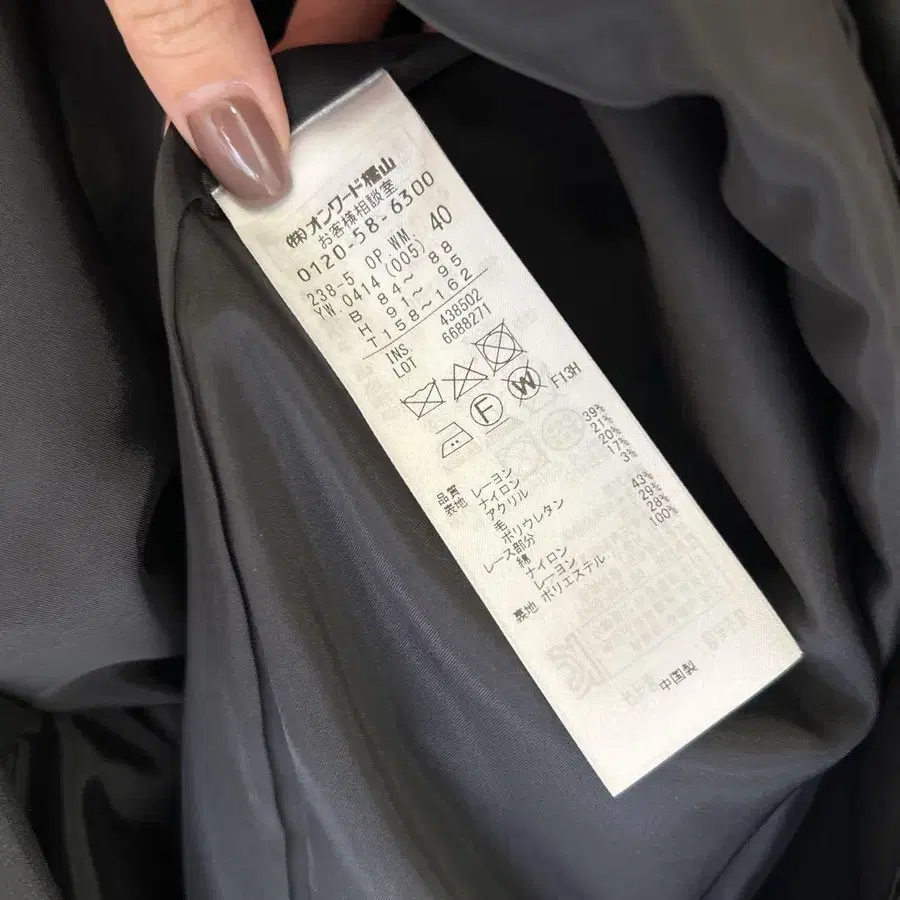 (株)オンワード樫山
お客様相談室
0120-58-6300
238-5 OP.WM. 40
YW.0414(005)
B 84~ 88
H 91~ 95
T158~162
INS. 438502
LOT 6688271
F W F13H
品質
表地 レーヨン 39%
ナイロン 21%
アクリル 20%
毛 17%
ポリウレタン 3%
レース部分
綿 43%
ナイロン 29%
レーヨン 28%
裏地 ポリエステル 100%
中国製